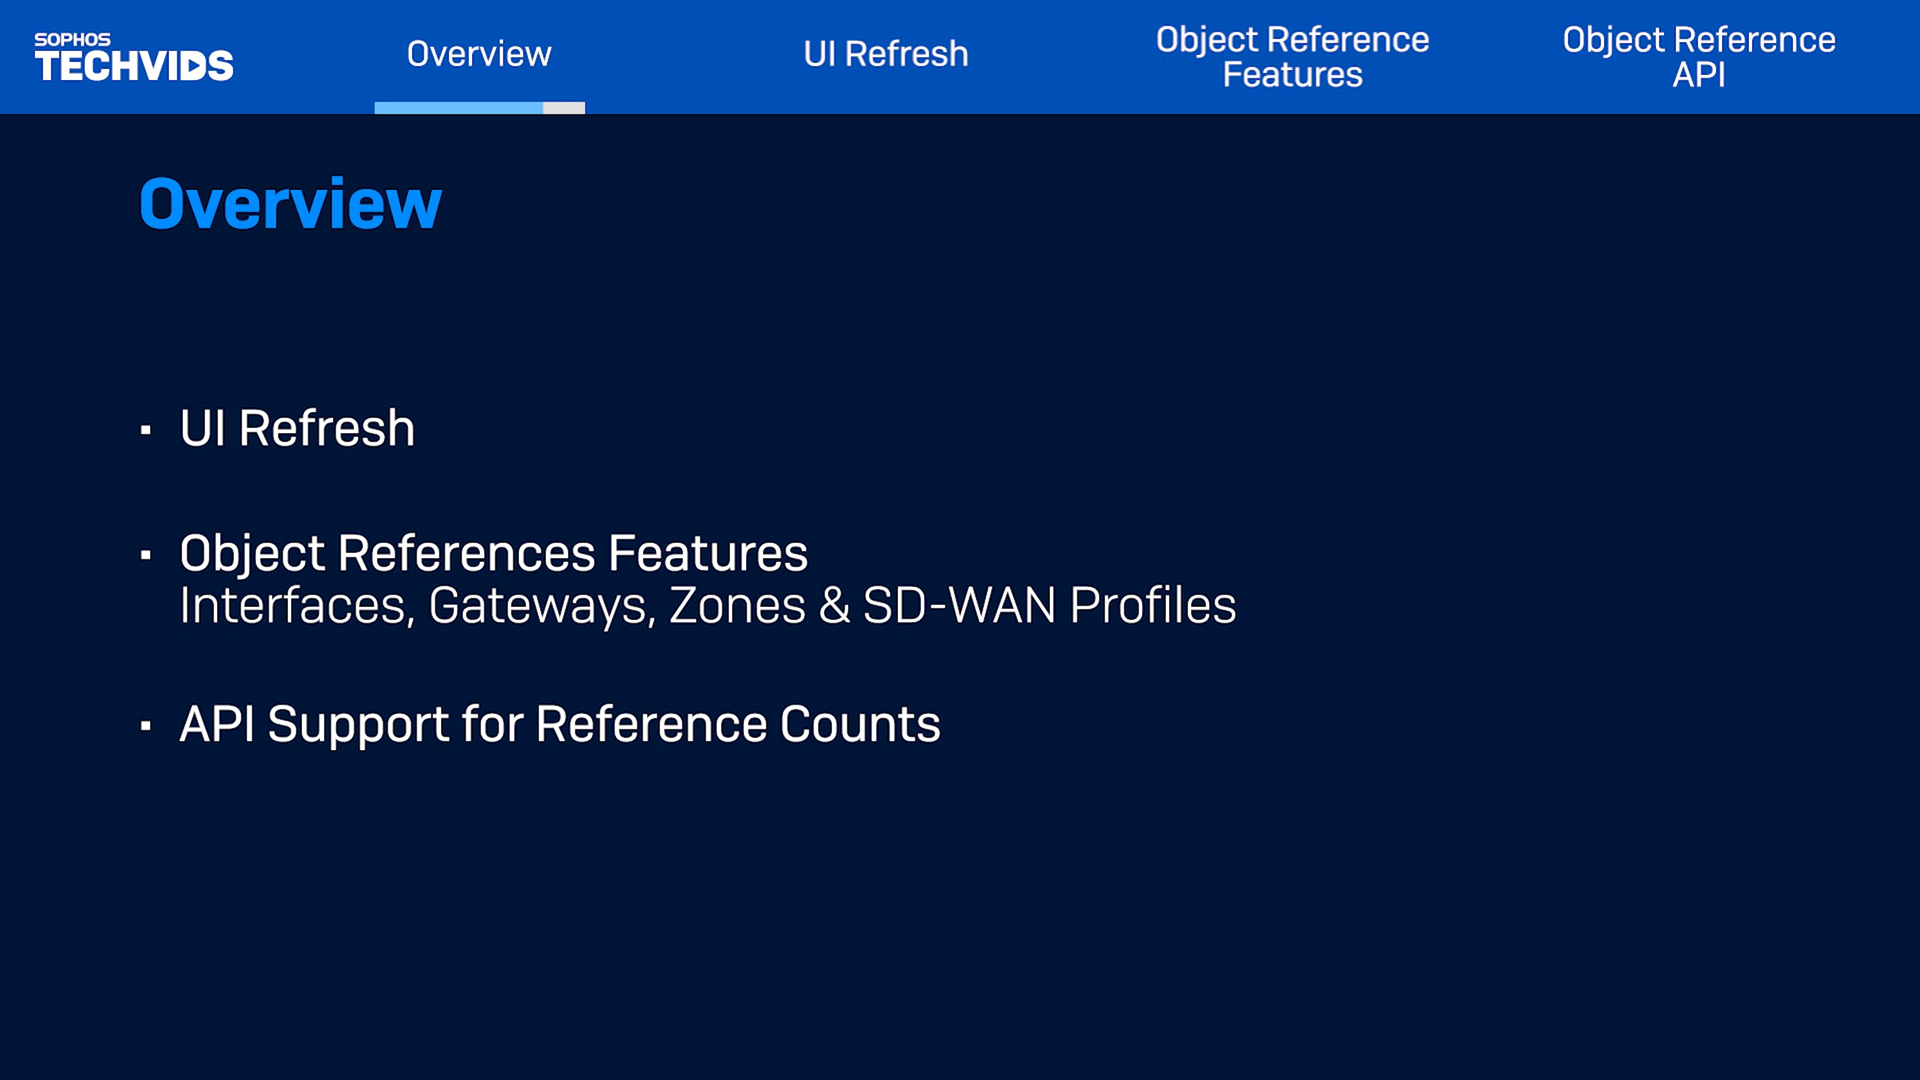 SOPHOS
TECHVIDS
Overview
UI Refresh
Object Reference
Features
Object Reference
API
Overview
▪ UI Refresh
▪ Object References Features
Interfaces, Gateways, Zones & SD-WAN Profiles
▪ API Support for Reference Counts